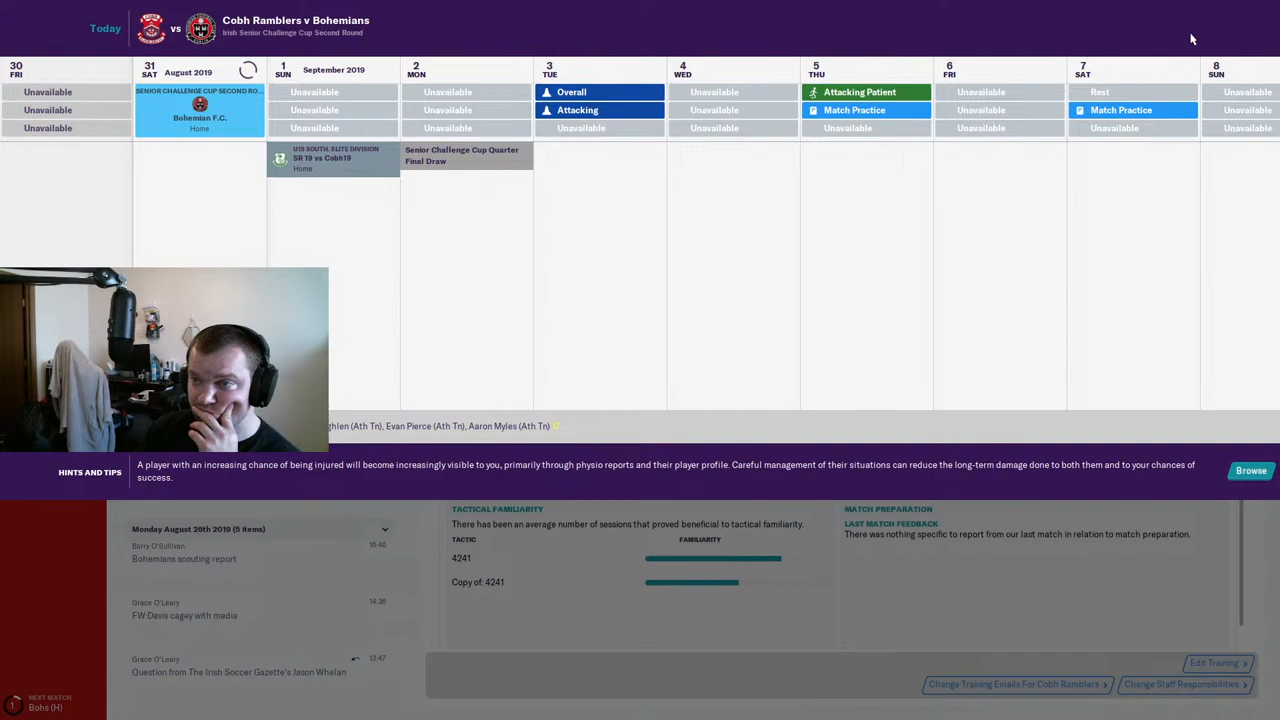 Today
vs
Cobh Ramblers v Bohemians
Irish Senior Challenge Cup Second Round
30
FRI
31
SAT
August 2019
1
SUN
September 2019
2
MON
3
TUE
4
WED
5
THU
6
FRI
7
SAT
8
SUN
Unavailable
SENIOR CHALLENGE CUP SECOND RO...
Unavailable
Unavailable
Overall
Unavailable
Attacking Patient
Unavailable
Rest
Unavailable
Unavailable
Bohemian F.C.
Unavailable
Unavailable
Attacking
Unavailable
Match Practice
Unavailable
Match Practice
Unavailable
Unavailable
Home
Unavailable
Unavailable
Unavailable
Unavailable
Unavailable
Unavailable
Unavailable
Unavailable
U19 SOUTH, ELITE DIVISION
SR 19 vs Cobh19
Home
Senior Challenge Cup Quarter
Final Draw
ghlen (Ath Tn), Evan Pierce (Ath Tn), Aaron Myles (Ath Tn) 17
HINTS AND TIPS
A player with an increasing chance of being injured will become increasingly visible to you, primarily through physio reports and their player profile. Careful management of their situations can reduce the long-term damage done to both them and to your chances of
success.
Browse
Monday August 26th 2019 (5 items)
Barry O'Sullivan
16:46
Bohemians scouting report
Grace O'Leary
14:36
FW:Davis cagey with media
Grace O'Leary
13:47
Question from The Irish Soccer Gazette's Jason Whelan
TACTICAL FAMILIARITY
There has been an average number of sessions that proved beneficial to tactical familiarity.
TACTIC
FAMILIARITY
4241
Copy of: 4241
MATCH PREPARATION
LAST MATCH FEEDBACK
There was nothing specific to report from our last match in relation to match preparation.
Edit Training
Change Training Emails For Cobh Ramblers
Change Staff Responsibilities
1
NEXT MATCH
Bohs (H)